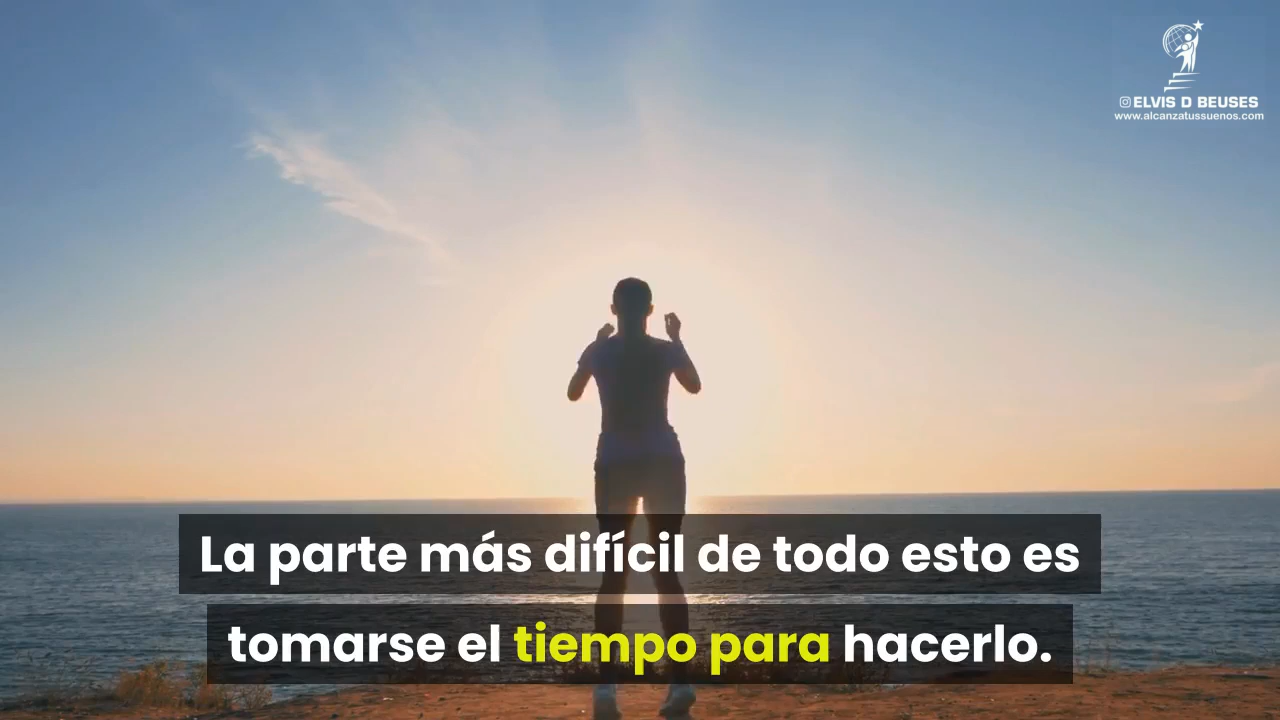 ELVIS D BEUSES
www.alcanzatussuenos.com
La parte más difícil de todo esto es
tomarse el tiempo para hacerlo.